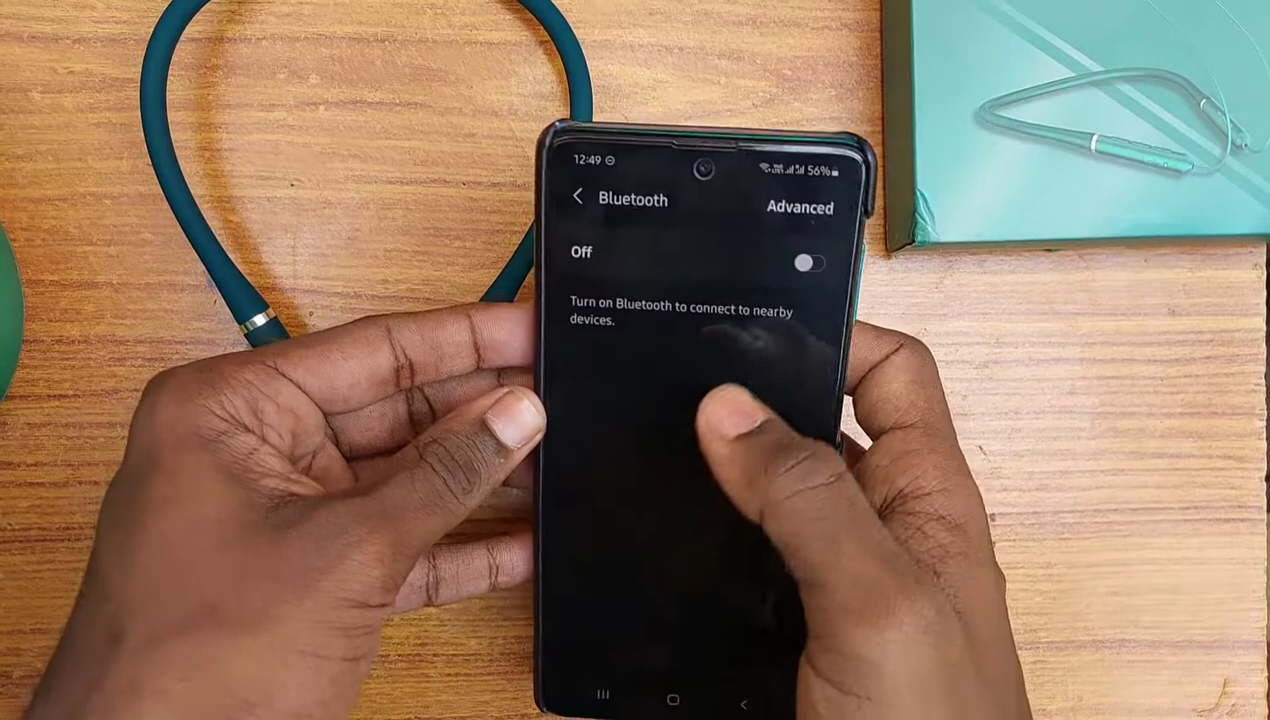 12:49 56%
Bluetooth Advanced
Off
Turn on Bluetooth to connect to nearby
devices.